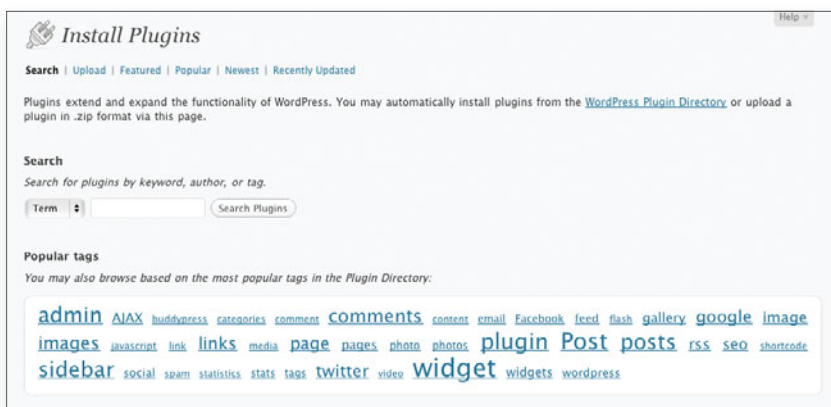 Help
Install Plugins
Search | Upload | Featured | Popular | Newest | Recently Updated
Plugins extend and expand the functionality of WordPress. You may automatically install plugins from the WordPress Plugin Directory or upload a
plugin in .zip format via this page.
Search
Search for plugins by keyword, author, or tag.
Term Search Plugins
Popular tags
You may also browse based on the most popular tags in the Plugin Directory:
admin AJAX buddypress categories comment comments content email Facebook feed flash gallery google image
images javascript link links media page pages photo photos plugin Post posts rss seo shortcode
sidebar social spam statistics stats tags twitter video widget widgets wordpress